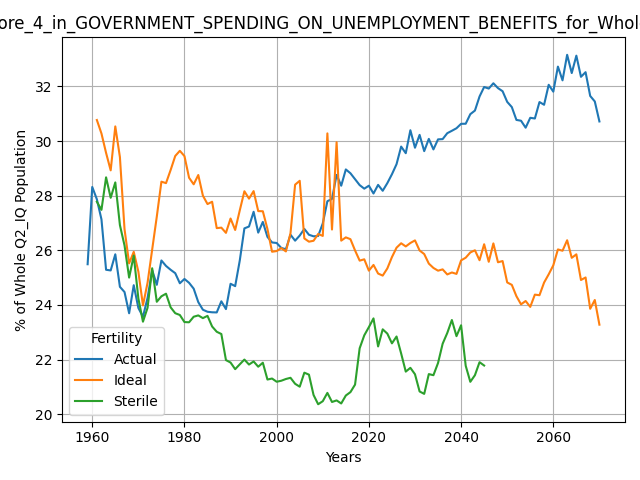 ore_4_in_GOVERNMENT_SPENDING_ON_UNEMPLOYMENT_BENEFITS_for_Whol
% of Whole Q2_IQ Population
32
30
28
26
24
22
20
Fertility
Actual
Ideal
Sterile
1960 1980 2000 2020 2040 2060
Years